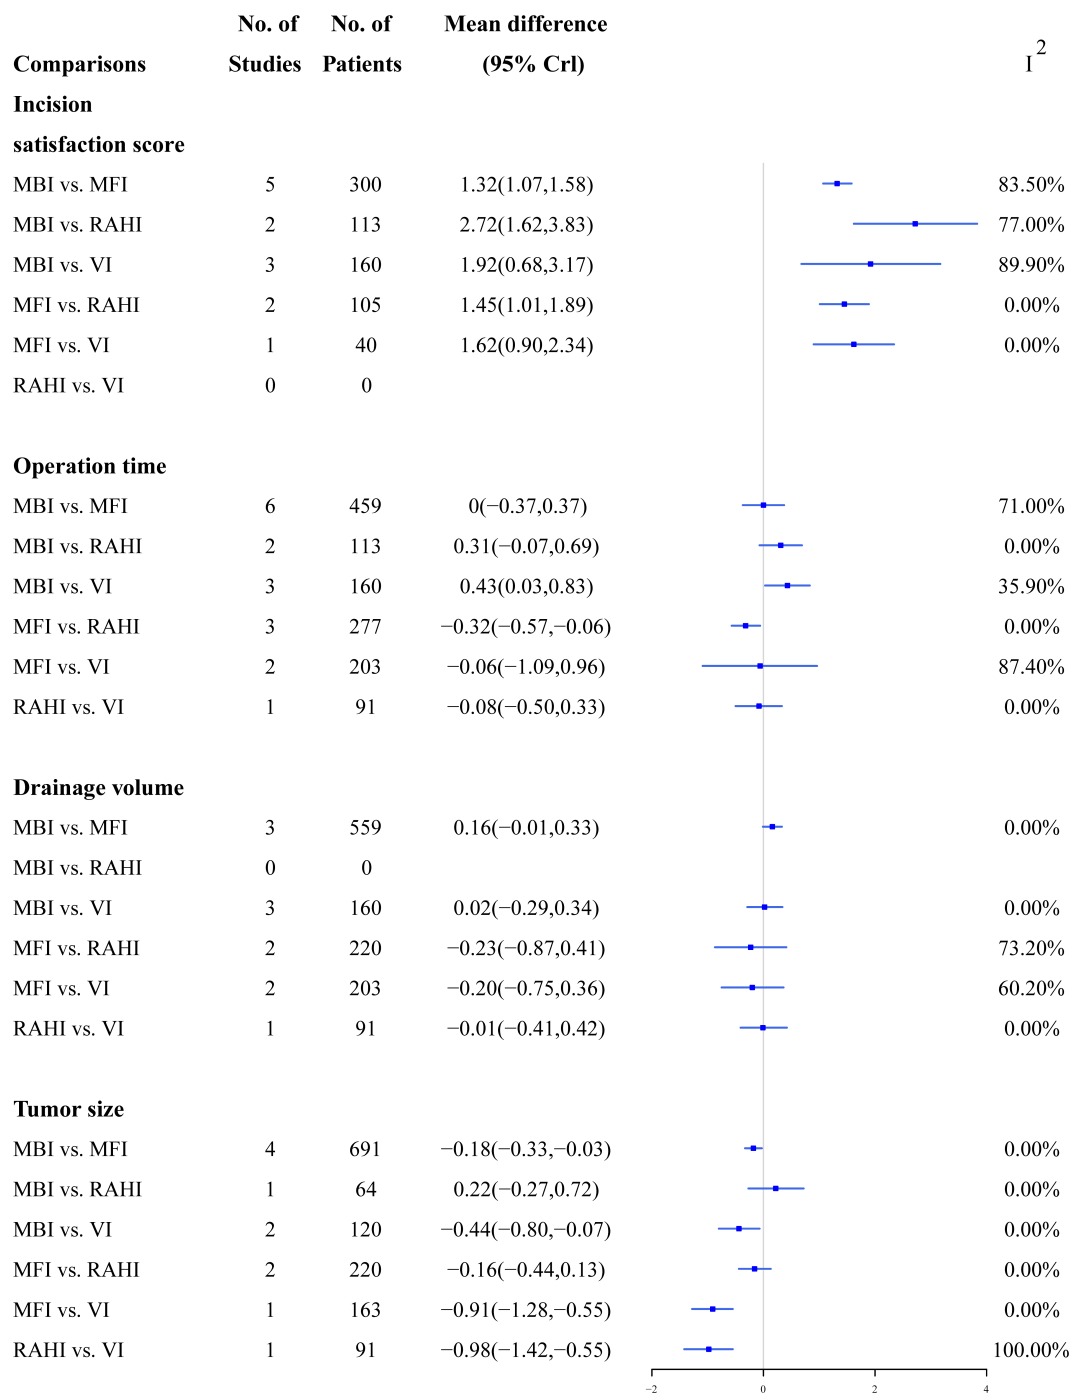 No. of No. of Mean difference
Comparisons Studies Patients (95% Crl) I 2
Incision
satisfaction score
MBI vs. MFI 5 300 1.32(1.07,1.58) 83.50%
MBI vs. RAHI 2 113 2.72(1.62,3.83) 77.00%
MBI vs. VI 3 160 1.92(0.68,3.17) 89.90%
MFI vs. RAHI 2 105 1.45(1.01,1.89) 0.00%
MFI vs. VI 1 40 1.62(0.90,2.34) 0.00%
RAHI vs. VI 0 0
Operation time
MBI vs. MFI 6 459 0(−0.37,0.37) 71.00%
MBI vs. RAHI 2 113 0.31(−0.07,0.69) 0.00%
MBI vs. VI 3 160 0.43(0.03,0.83) 35.90%
MFI vs. RAHI 3 277 −0.32(−0.57,−0.06) 0.00%
MFI vs. VI 2 203 −0.06(−1.09,0.96) 87.40%
RAHI vs. VI 1 91 −0.08(−0.50,0.33) 0.00%
Drainage volume
MBI vs. MFI 3 559 0.16(−0.01,0.33) 0.00%
MBI vs. RAHI 0 0
MBI vs. VI 3 160 0.02(−0.29,0.34) 0.00%
MFI vs. RAHI 2 220 −0.23(−0.87,0.41) 73.20%
MFI vs. VI 2 203 −0.20(−0.75,0.36) 60.20%
RAHI vs. VI 1 91 −0.01(−0.41,0.42) 0.00%
Tumor size
MBI vs. MFI 4 691 −0.18(−0.33,−0.03) 0.00%
MBI vs. RAHI 1 64 0.22(−0.27,0.72) 0.00%
MBI vs. VI 2 120 −0.44(−0.80,−0.07) 0.00%
MFI vs. RAHI 2 220 −0.16(−0.44,0.13) 0.00%
MFI vs. VI 1 163 −0.91(−1.28,−0.55) 0.00%
RAHI vs. VI 1 91 −0.98(−1.42,−0.55) 100.00%
−2 0 2 4